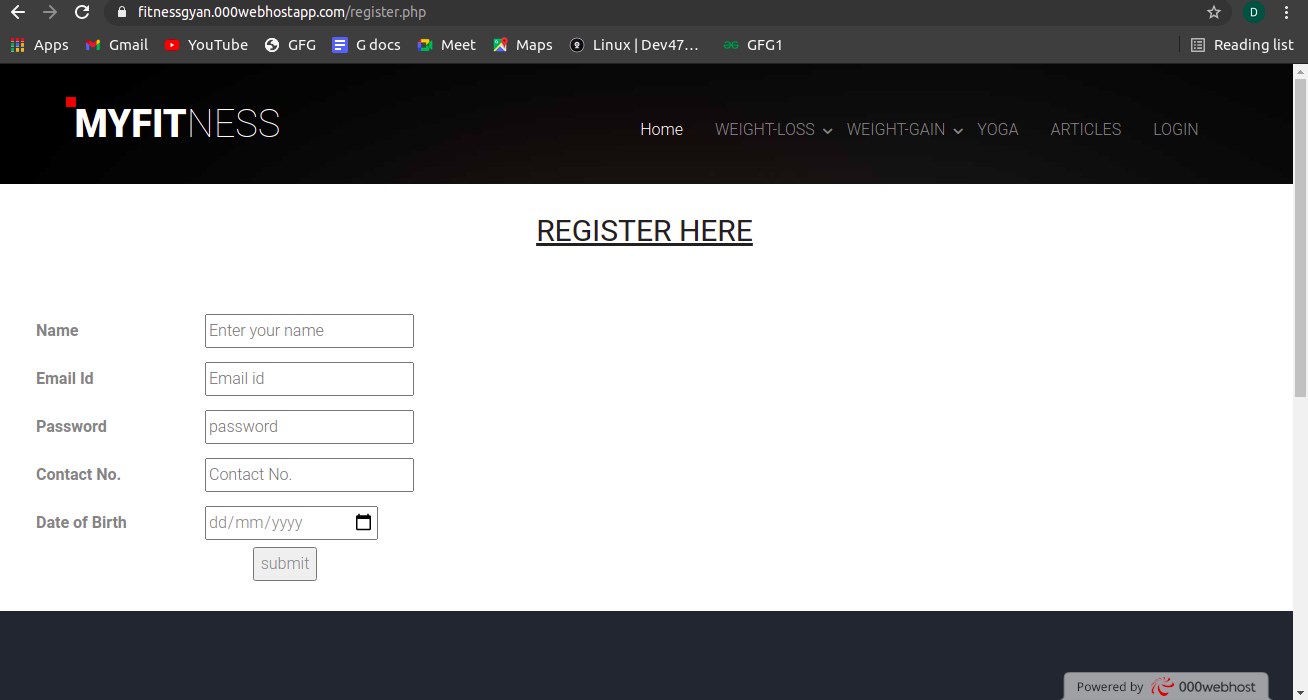 fitnessgyan.000webhostapp.com/register.php
D
Apps Gmail YouTube GFG G docs Meet Maps Linux | Dev47... GFG1 Reading list
MYFITNESS
Home WEIGHT-LOSS WEIGHT-GAIN YOGA ARTICLES LOGIN
REGISTER HERE
Name Enter your name
Email Id Email id
Password password
Contact No. Contact No.
Date of Birth dd/mm/yyyy
submit
Powered by 000webhost